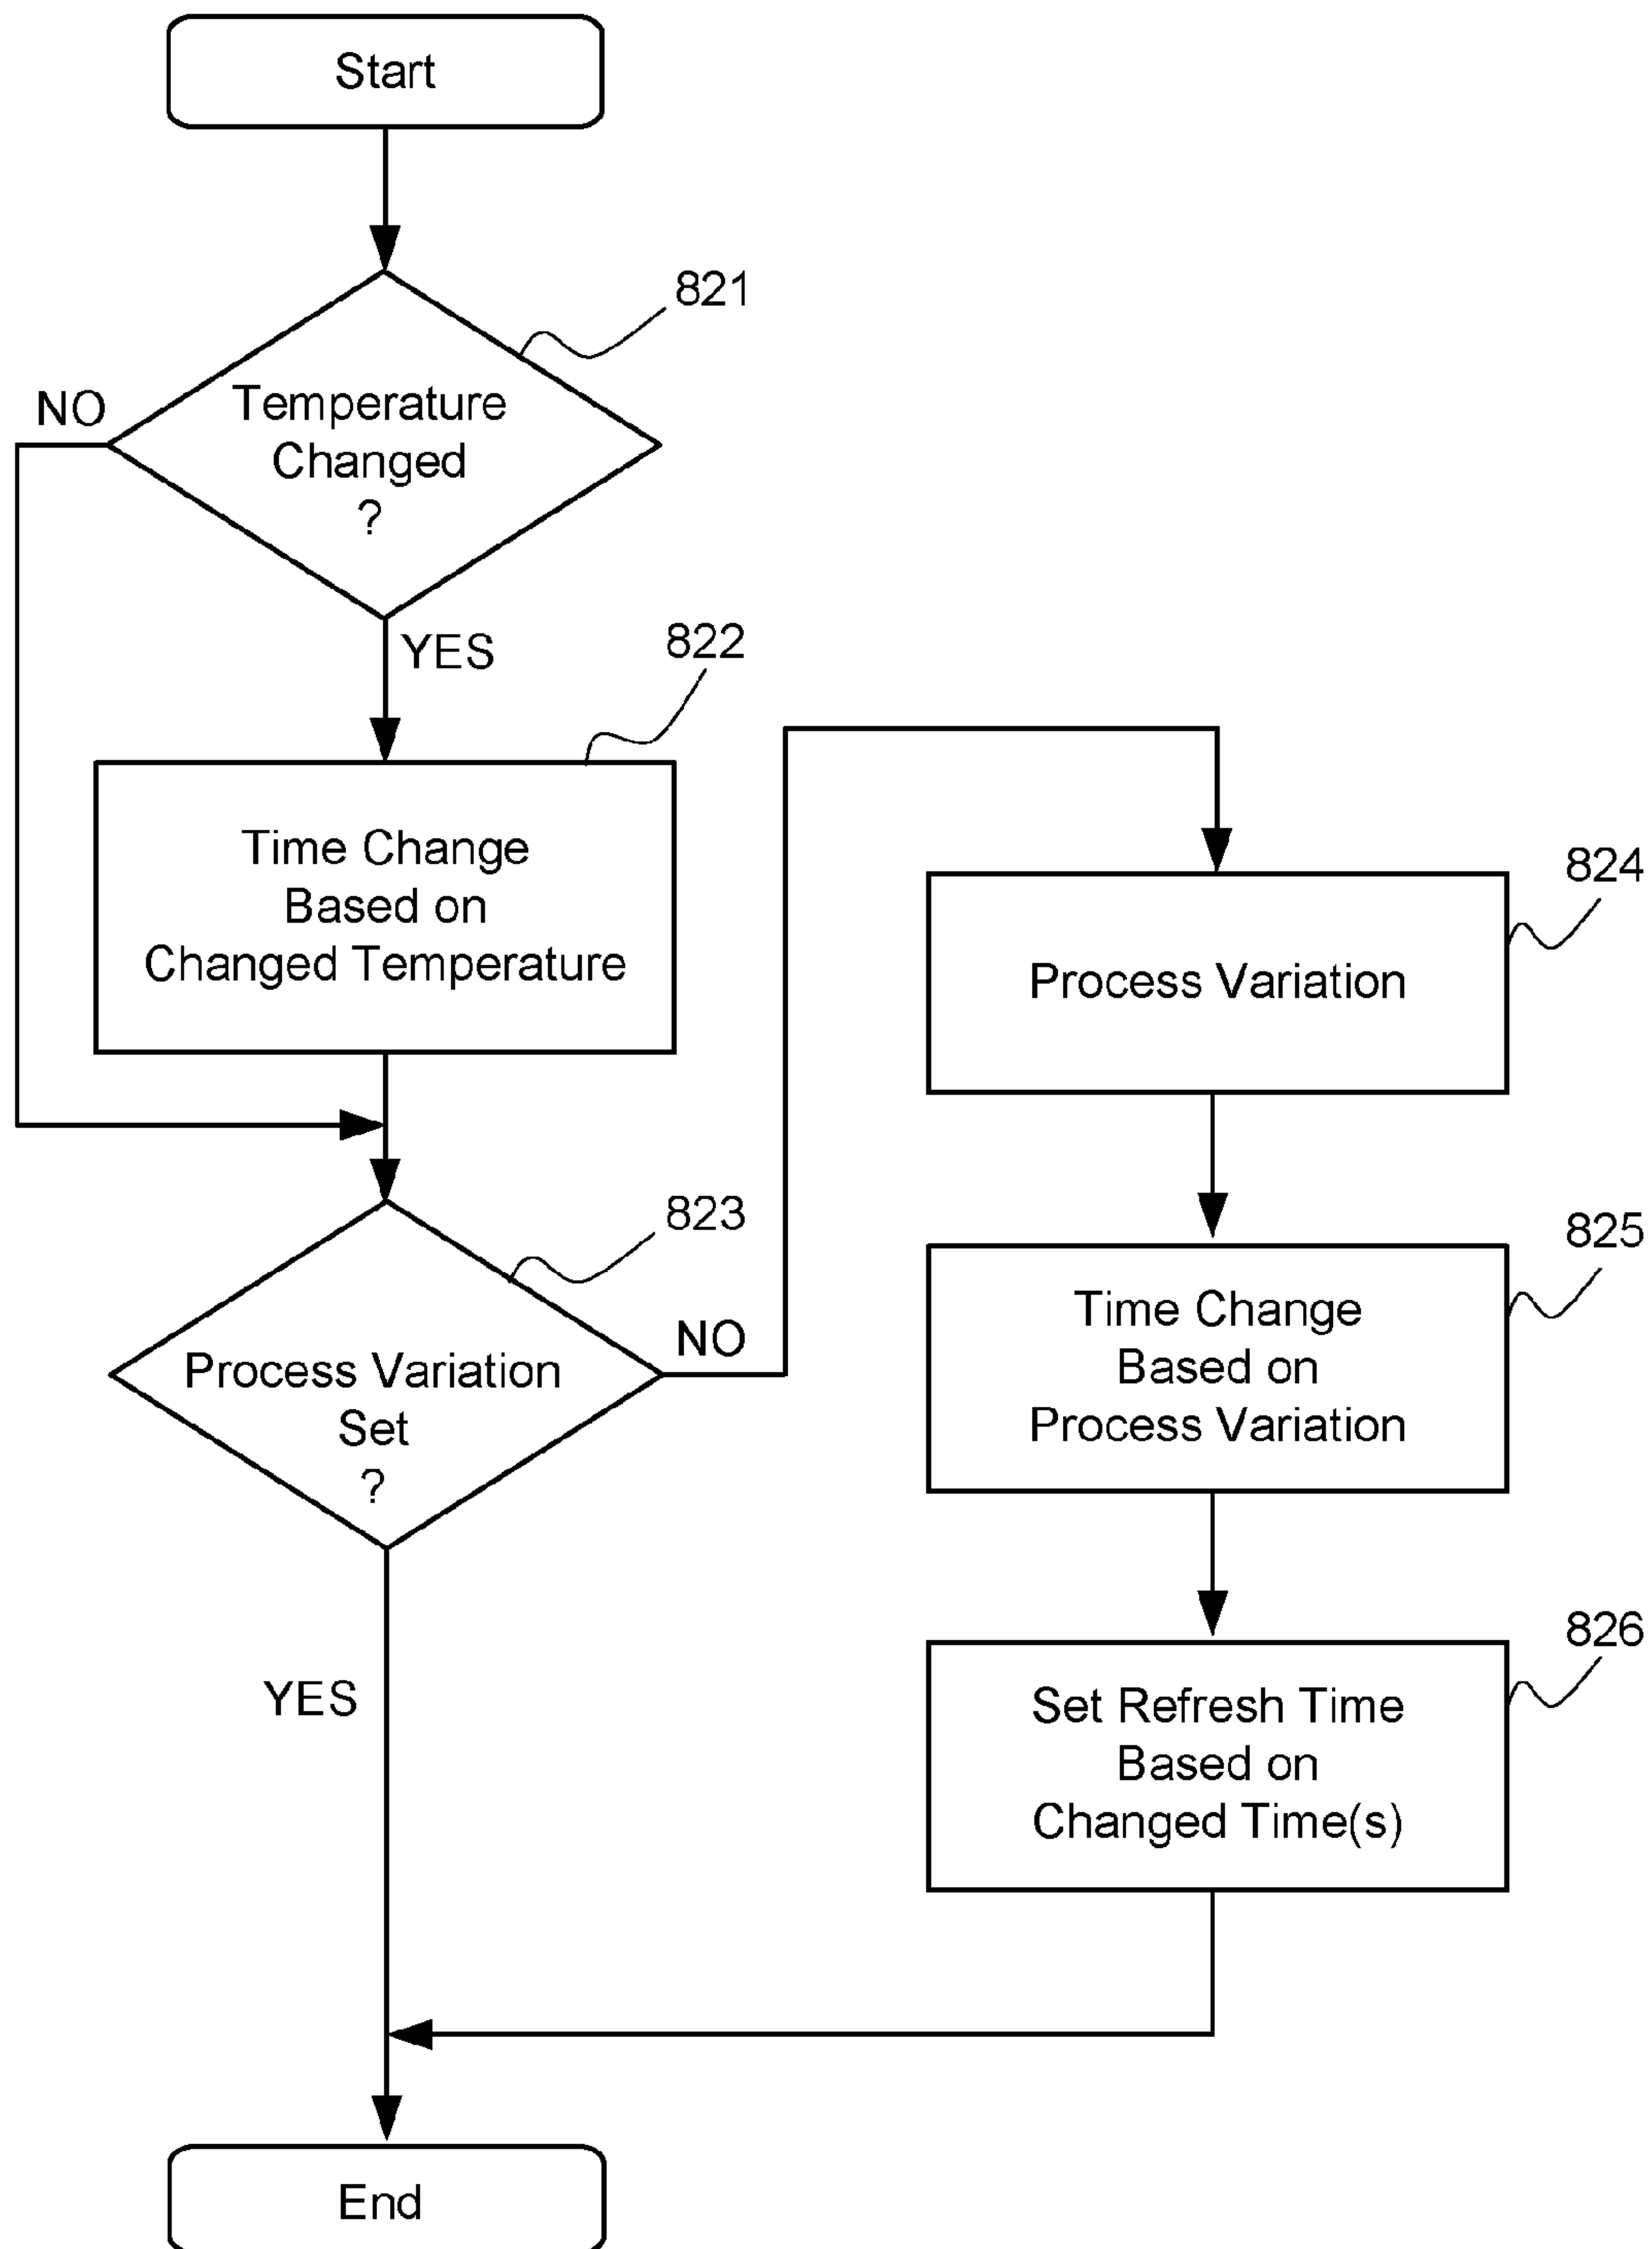 Start
821
NO
Temperature
Changed
?
YES
822
Time Change
Based on
Changed Temperature
823
Process Variation
Set
?
NO
YES
824
Process Variation
825
Time Change
Based on
Process Variation
826
Set Refresh Time
Based on
Changed Time(s)
End